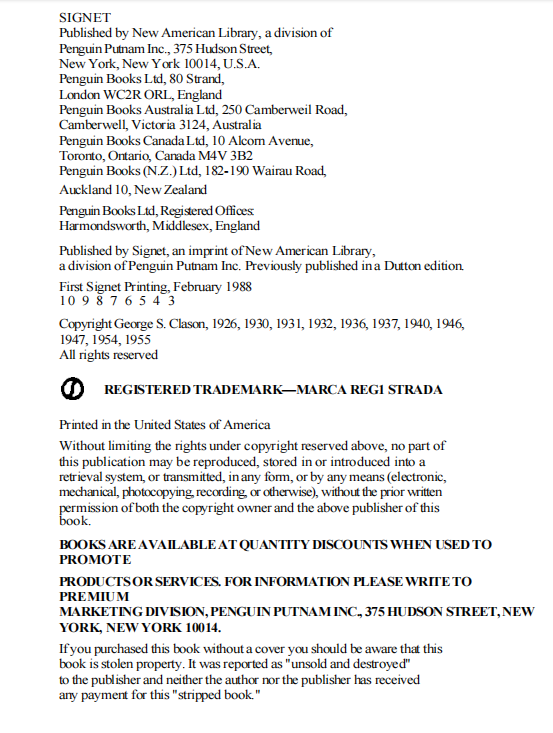 SIGNET
Published by New American Library, a division of
Penguin Putnam Inc., 375 Hudson Street,
New York, New York 10014, U.S.A.
Penguin Books Ltd, 80 Strand,
London WC2R ORL, England
Penguin Books Australia Ltd, 250 Camberweil Road,
Camberwell, Victoria 3124, Australia
Penguin Books Canada Ltd, 10 Alcorn Avenue,
Toronto, Ontario, Canada M4V 3B2
Penguin Books (N.Z.) Ltd, 182-190 Wairau Road,
Auckland 10, New Zealand
Penguin Books Ltd, Registered Offices:
Harmondsworth, Middlesex, England
Published by Signet, an imprint of New American Library,
a division of Penguin Putnam Inc. Previously published in a Dutton edition.
First Signet Printing, February 1988
10 9 8 7 6 5 4 3
Copyright George S. Clason, 1926, 1930, 1931, 1932, 1936, 1937, 1940, 1946,
1947, 1954, 1955
All rights reserved
REGISTERED TRADEMARK—MARCA REG1 STRADA
Printed in the United States of America
Without limiting the rights under copyright reserved above, no part of
this publication may be reproduced, stored in or introduced into a
retrieval system, or transmitted, in any form, or by any means (electronic,
mechanical, photocopying, recording, or otherwise), without the prior written
permission of both the copyright owner and the above publisher of this
book.
BOOKS ARE AVAILABLE AT QUANTITY DISCOUNTS WHEN USED TO
PROMOTE
PRODUCTS OR SERVICES. FOR INFORMATION PLEASE WRITE TO
PREMIUM
MARKETING DIVISION, PENGUIN PUTNAM INC., 375 HUDSON STREET, NEW
YORK, NEW YORK 10014.
If you purchased this book without a cover you should be aware that this
book is stolen property. It was reported as "unsold and destroyed"
to the publisher and neither the author nor the publisher has received
any payment for this "stripped book."